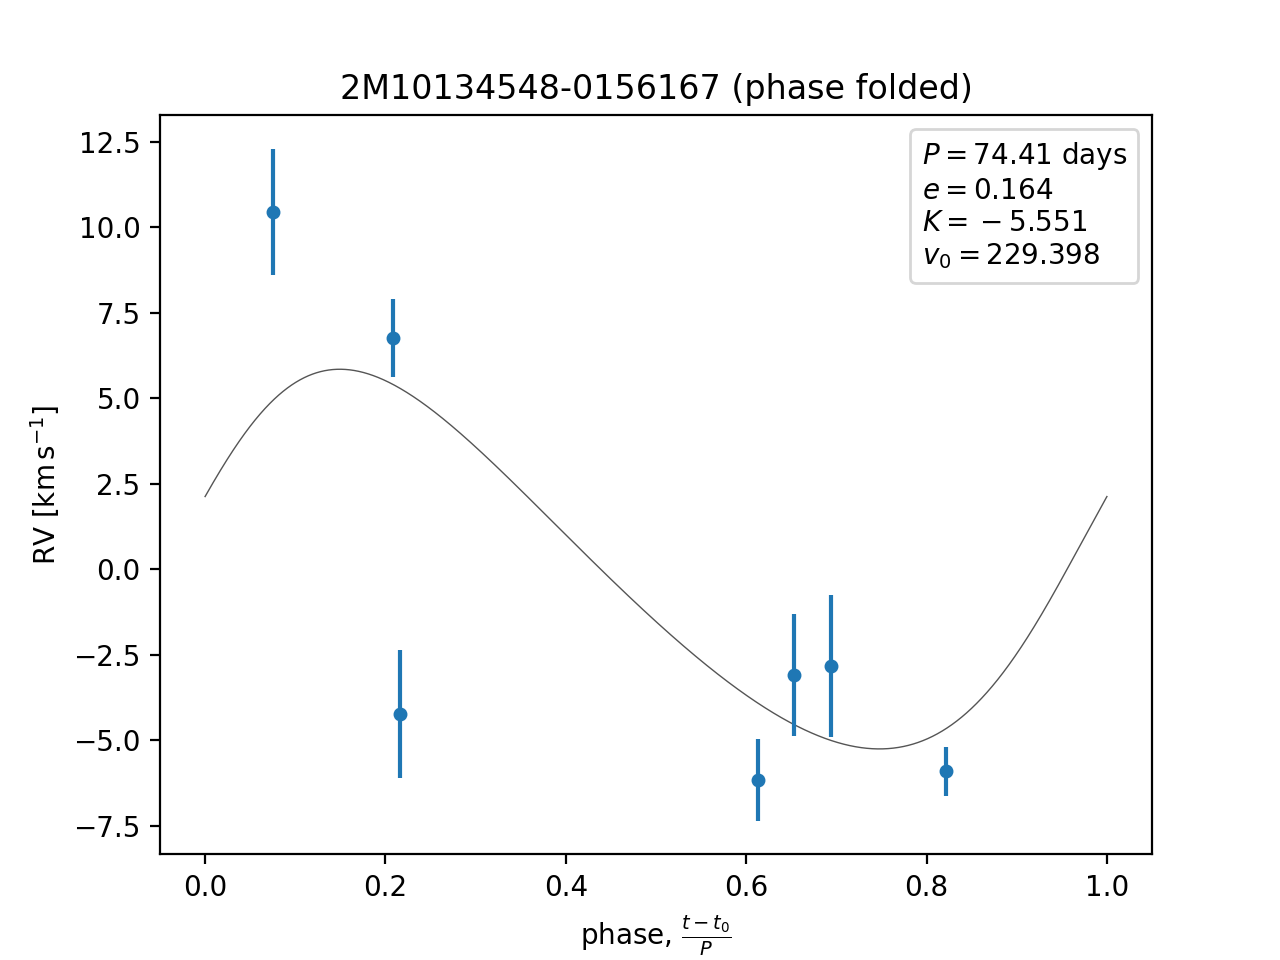 2M10134548-0156167 (phase folded)
P = 74.41 days
e = 0.164
K = −5.551
v₀ = 229.398
RV [km s⁻¹]
12.5
10.0
7.5
5.0
2.5
0.0
−2.5
−5.0
−7.5
0.0 0.2 0.4 0.6 0.8 1.0
phase, (t − t₀)/P